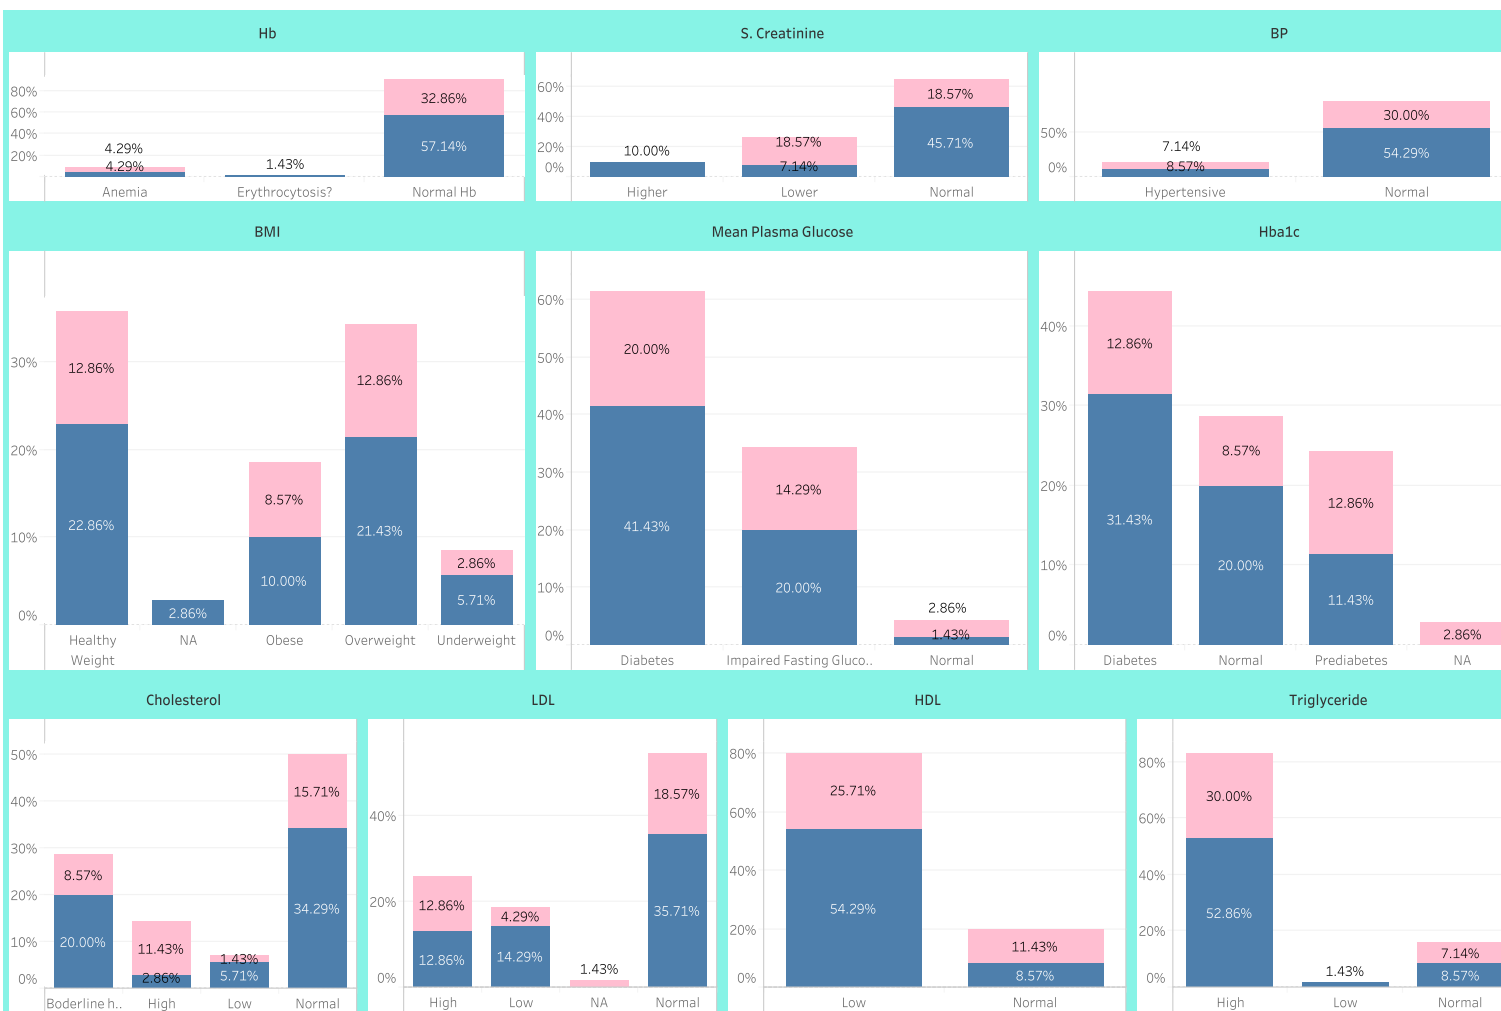 Hb
S. Creatinine
BP
80%
60%
40%
20%
4.29%
4.29%
1.43%
32.86%
57.14%
Anemia
Erythrocytosis?
Normal Hb
60%
40%
20%
0%
10.00%
18.57%
7.14%
18.57%
45.71%
Higher
Lower
Normal
50%
0%
7.14%
8.57%
30.00%
54.29%
Hypertensive
Normal
BMI
Mean Plasma Glucose
Hba1c
30%
20%
10%
0%
12.86%
22.86%
2.86%
8.57%
10.00%
12.86%
21.43%
2.86%
5.71%
Healthy
Weight
NA
Obese
Overweight
Underweight
60%
50%
40%
30%
20%
10%
0%
20.00%
41.43%
14.29%
20.00%
2.86%
1.43%
Diabetes
Impaired Fasting Gluco..
Normal
40%
30%
20%
10%
0%
12.86%
31.43%
8.57%
20.00%
12.86%
11.43%
2.86%
Diabetes
Normal
Prediabetes
NA
Cholesterol
LDL
HDL
Triglyceride
50%
40%
30%
20%
10%
0%
8.57%
20.00%
11.43%
2.86%
1.43%
5.71%
15.71%
34.29%
Boderline h..
High
Low
Normal
40%
20%
0%
12.86%
12.86%
4.29%
14.29%
1.43%
18.57%
35.71%
High
Low
NA
Normal
80%
60%
40%
20%
0%
25.71%
54.29%
11.43%
8.57%
Low
Normal
80%
60%
40%
20%
0%
30.00%
52.86%
1.43%
7.14%
8.57%
High
Low
Normal